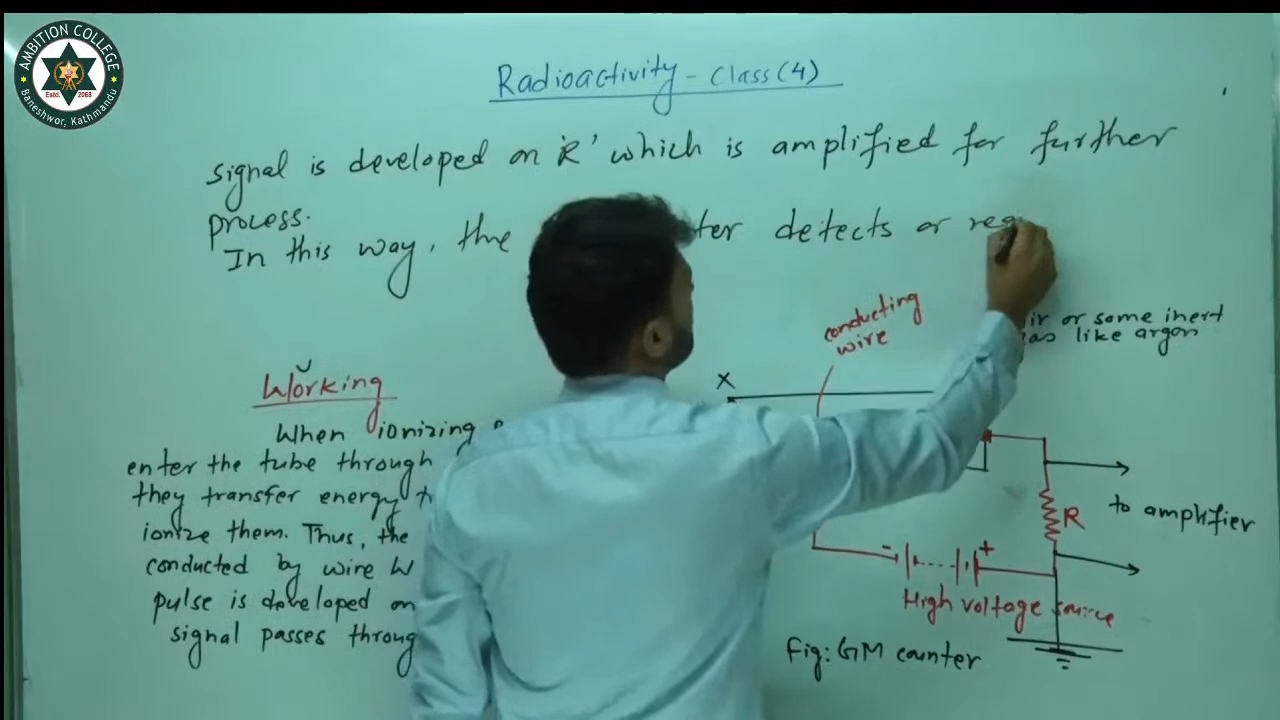 AMBITION COLLEGE
Estd. 2068
Baneshwor, Kathmandu
Radioactivity - Class (4)
signal is developed on 'R' which is amplified for further
process.
In this way, the ter detects or reg
conducting
wire
ir or some inert
as like argon
X
Working
When ionizing
enter the tube through
they transfer energy t
ionize them. Thus, the
conducted by wire W
pulse is developed on
signal passes throug
R
to amplifier
- +
High voltage source
Fig: GM counter